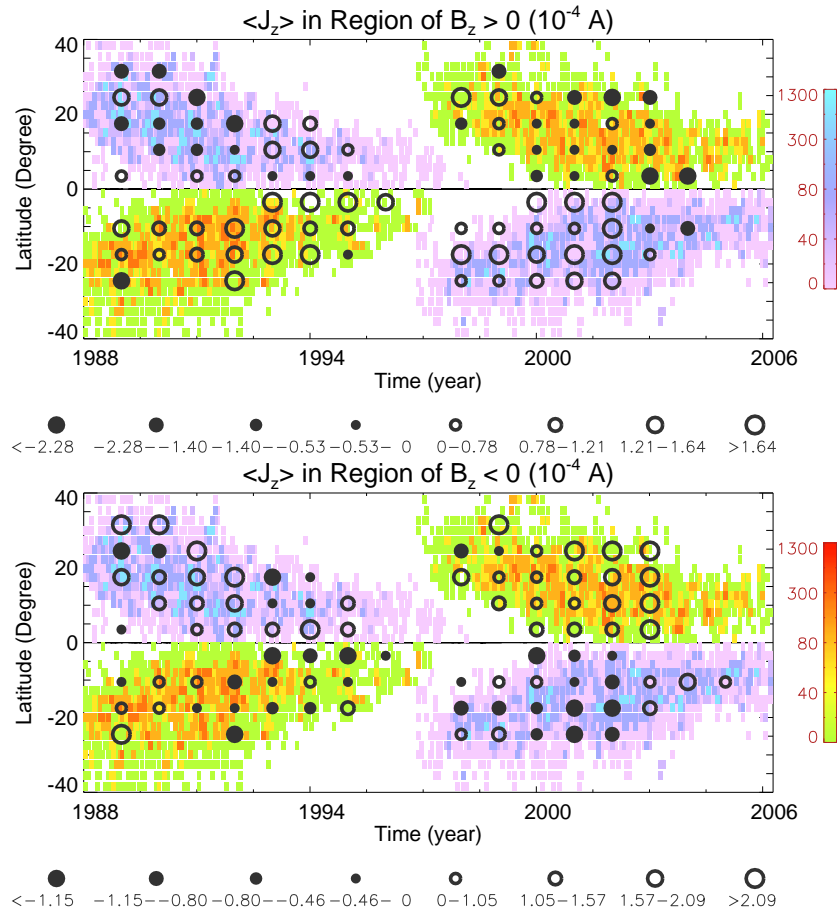 <J_z> in Region of B_z > 0 (10^-4 A)
40
20
0
-20
-40
Latitude (Degree)
1988 1994 2000 2006
Time (year)
1300
300
80
40
0
<−2.28 −2.28−−1.40 −1.40−−0.53 −0.53− 0 0−0.78 0.78−1.21 1.21−1.64 >1.64
<J_z> in Region of B_z < 0 (10^-4 A)
40
20
0
-20
-40
Latitude (Degree)
1988 1994 2000 2006
Time (year)
1300
300
80
40
0
<−1.15 −1.15−−0.80 −0.80−−0.46 −0.46− 0 0−1.05 1.05−1.57 1.57−2.09 >2.09